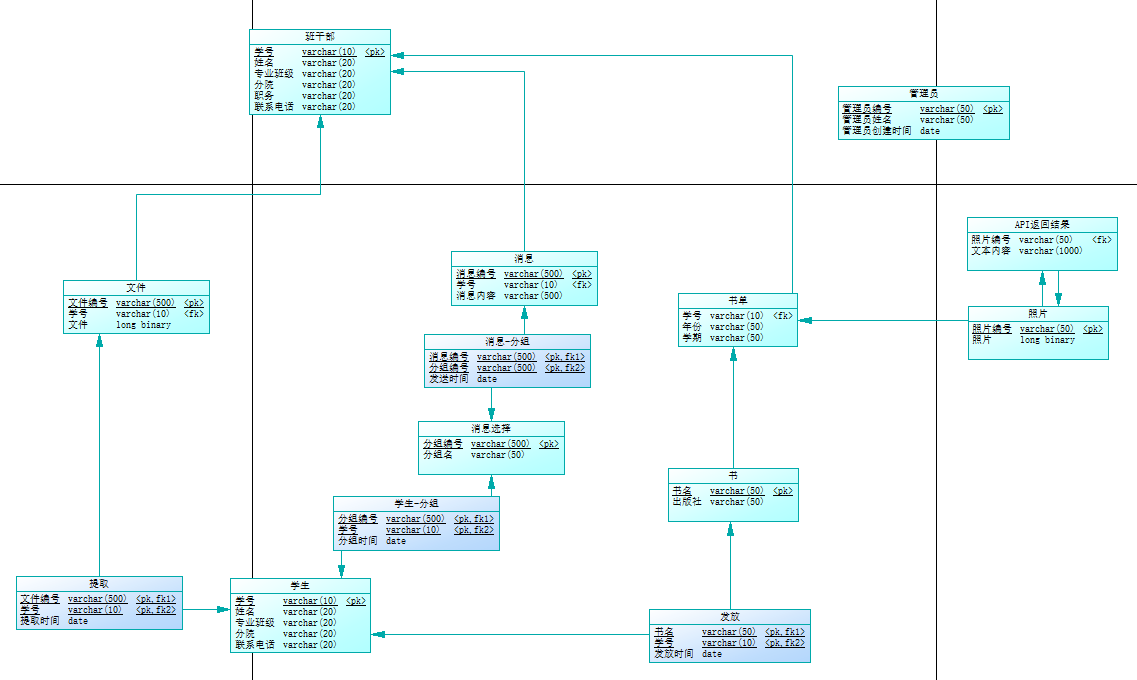 班干部
学号 varchar(10) <pk>
姓名 varchar(20)
专业班级 varchar(20)
分院 varchar(20)
职务 varchar(20)
联系电话 varchar(20)
管理员
管理员编号 varchar(50) <pk>
管理员姓名 varchar(50)
管理员创建时间 date
API返回结果
照片编号 varchar(50) <fk>
文本内容 varchar(1000)
消息
消息编号 varchar(500) <pk>
学号 varchar(10) <fk>
消息内容 varchar(500)
文件
文件编号 varchar(500) <pk>
学号 varchar(10) <fk>
文件 long binary
书单
学号 varchar(10) <fk>
年份 varchar(50)
学期 varchar(50)
照片
照片编号 varchar(50) <pk>
照片 long binary
消息-分组
消息编号 varchar(500) <pk,fk1>
分组编号 varchar(500) <pk,fk2>
发送时间 date
消息选择
分组编号 varchar(500) <pk>
分组名 varchar(50)
书
书名 varchar(50) <pk>
出版社 varchar(50)
学生-分组
分组编号 varchar(500) <pk,fk1>
学号 varchar(10) <pk,fk2>
分组时间 date
提取
文件编号 varchar(500) <pk,fk1>
学号 varchar(10) <pk,fk2>
提取时间 date
学生
学号 varchar(10) <pk>
姓名 varchar(20)
专业班级 varchar(20)
分院 varchar(20)
联系电话 varchar(20)
发放
书名 varchar(50) <pk,fk1>
学号 varchar(10) <pk,fk2>
发放时间 date